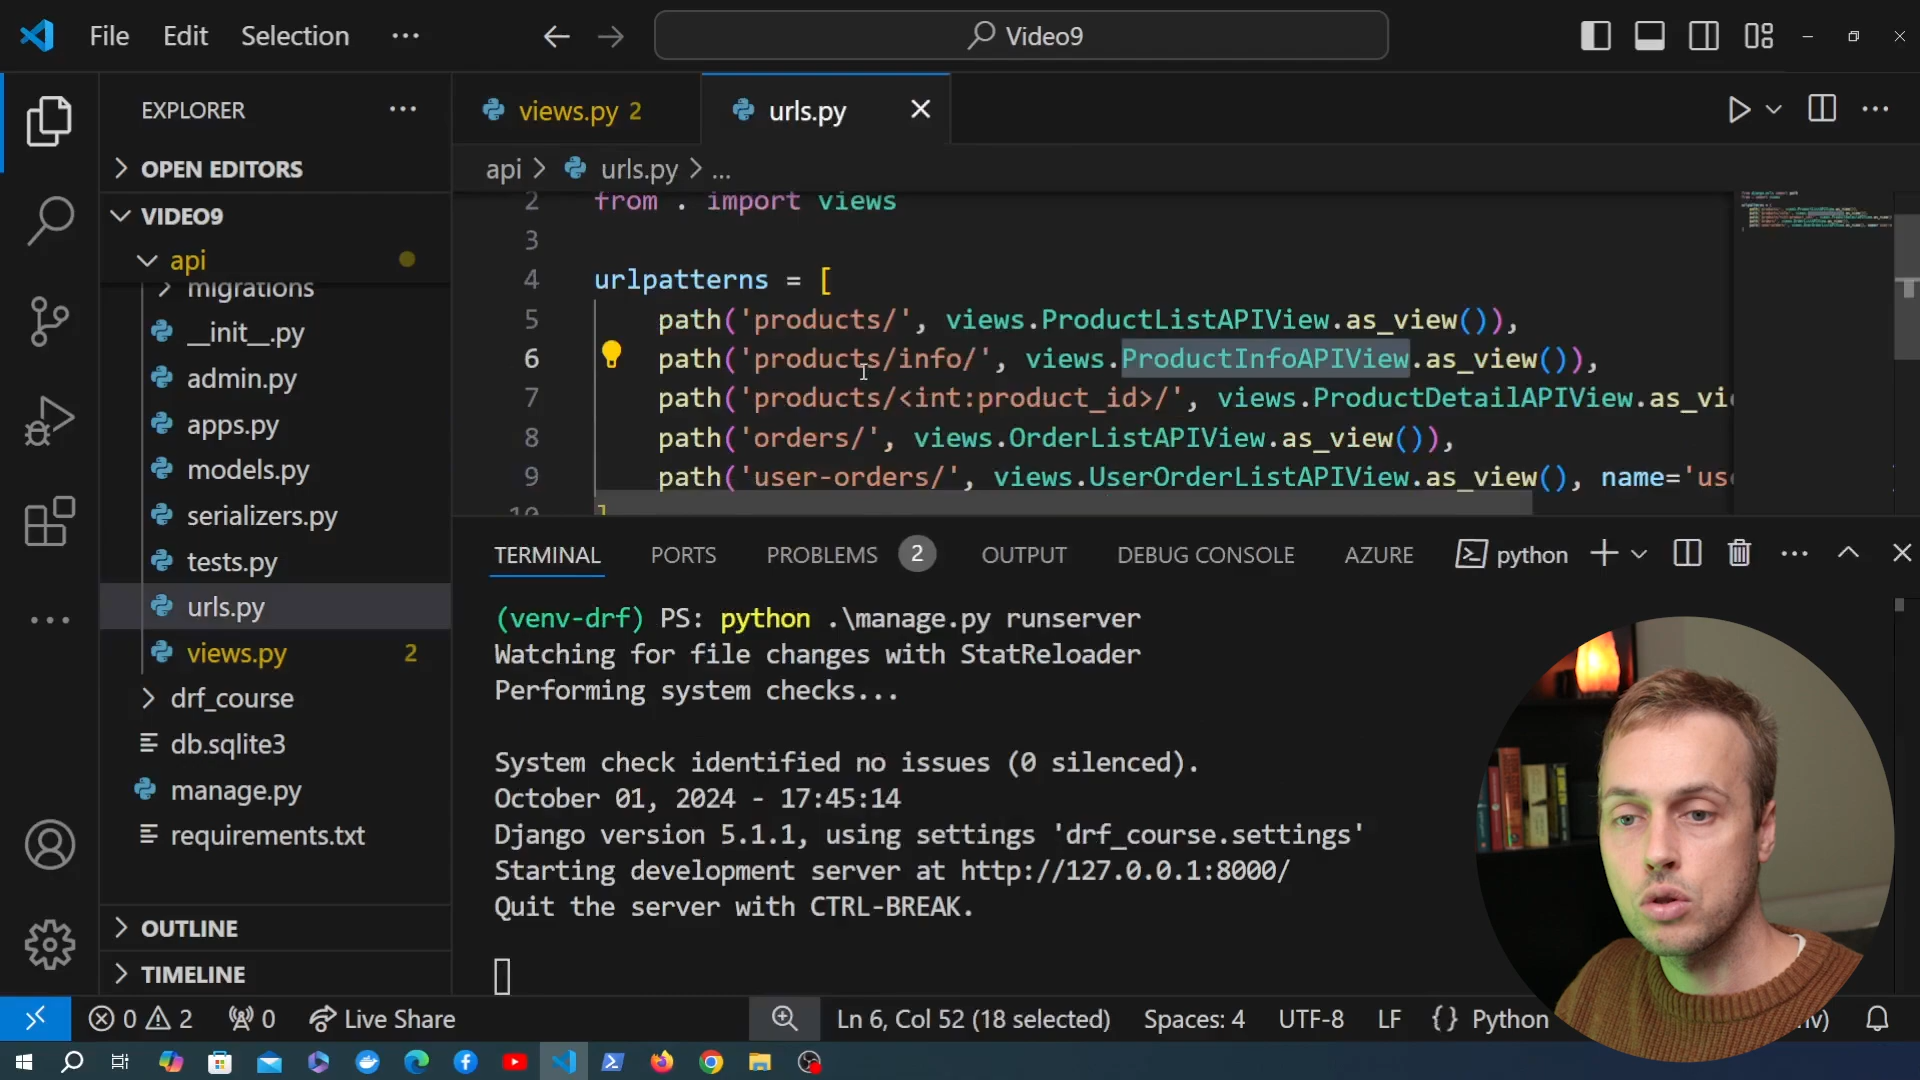 File Edit Selection ...
Video9
EXPLORER ...
OPEN EDITORS
VIDEO9
api
migrations
__init__.py
admin.py
apps.py
models.py
serializers.py
tests.py
urls.py
views.py 2
drf_course
db.sqlite3
manage.py
requirements.txt
OUTLINE
TIMELINE
views.py 2 urls.py
api > urls.py > ...
2 from . import views
3
4 urlpatterns = [
5 path('products/', views.ProductListAPIView.as_view()),
6 path('products/info/', views.ProductInfoAPIView.as_view()),
7 path('products/<int:product_id>/', views.ProductDetailAPIView.as_vi
8 path('orders/', views.OrderListAPIView.as_view()),
9 path('user-orders/', views.UserOrderListAPIView.as_view(), name='use
10 ]
TERMINAL PORTS PROBLEMS 2 OUTPUT DEBUG CONSOLE AZURE python
(venv-drf) PS: python .\manage.py runserver
Watching for file changes with StatReloader
Performing system checks...
System check identified no issues (0 silenced).
October 01, 2024 - 17:45:14
Django version 5.1.1, using settings 'drf_course.settings'
Starting development server at http://127.0.0.1:8000/
Quit the server with CTRL-BREAK.
0 2 0 Live Share Ln 6, Col 52 (18 selected) Spaces: 4 UTF-8 LF {} Python